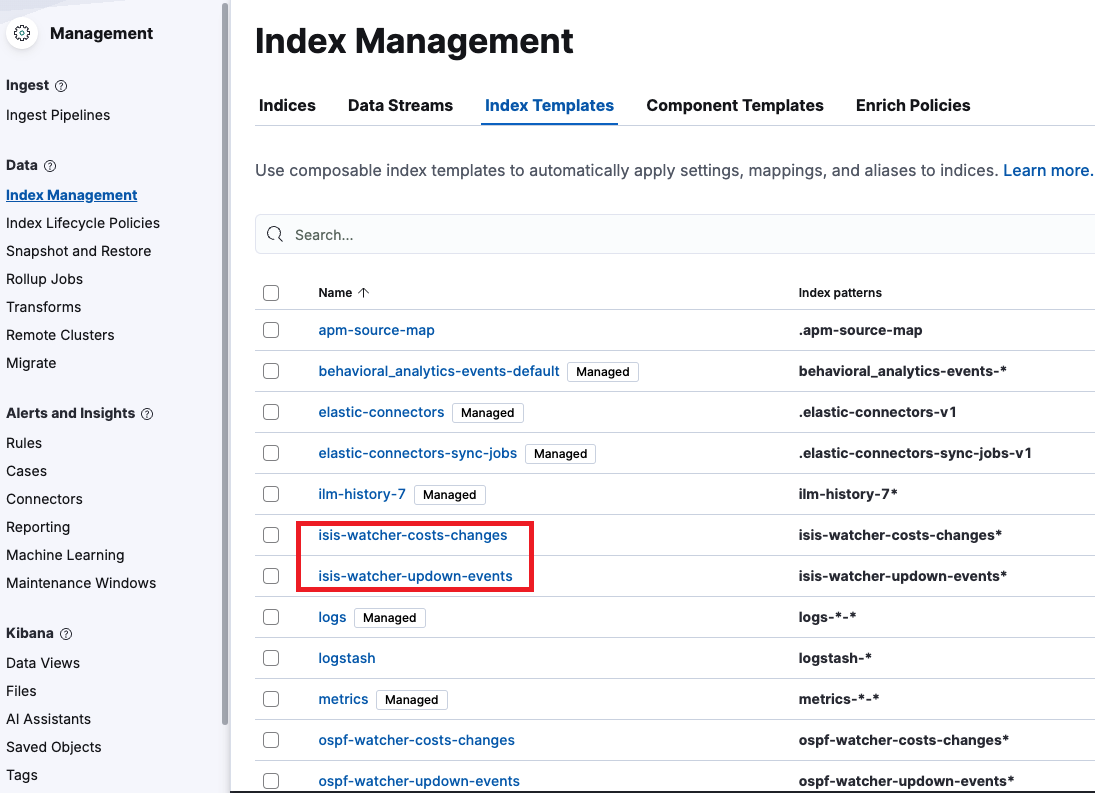 Management
Ingest
Ingest Pipelines
Data
Index Management
Index Lifecycle Policies
Snapshot and Restore
Rollup Jobs
Transforms
Remote Clusters
Migrate
Alerts and Insights
Rules
Cases
Connectors
Reporting
Machine Learning
Maintenance Windows
Kibana
Data Views
Files
AI Assistants
Saved Objects
Tags
Index Management
Indices Data Streams Index Templates Component Templates Enrich Policies
Use composable index templates to automatically apply settings, mappings, and aliases to indices. Learn more.
Search...
Name ↑ Index patterns
apm-source-map .apm-source-map
behavioral_analytics-events-default Managed behavioral_analytics-events-*
elastic-connectors Managed .elastic-connectors-v1
elastic-connectors-sync-jobs Managed .elastic-connectors-sync-jobs-v1
ilm-history-7 Managed ilm-history-7*
isis-watcher-costs-changes isis-watcher-costs-changes*
isis-watcher-updown-events isis-watcher-updown-events*
logs Managed logs-*-*
logstash logstash-*
metrics Managed metrics-*-*
ospf-watcher-costs-changes ospf-watcher-costs-changes*
ospf-watcher-updown-events ospf-watcher-updown-events*